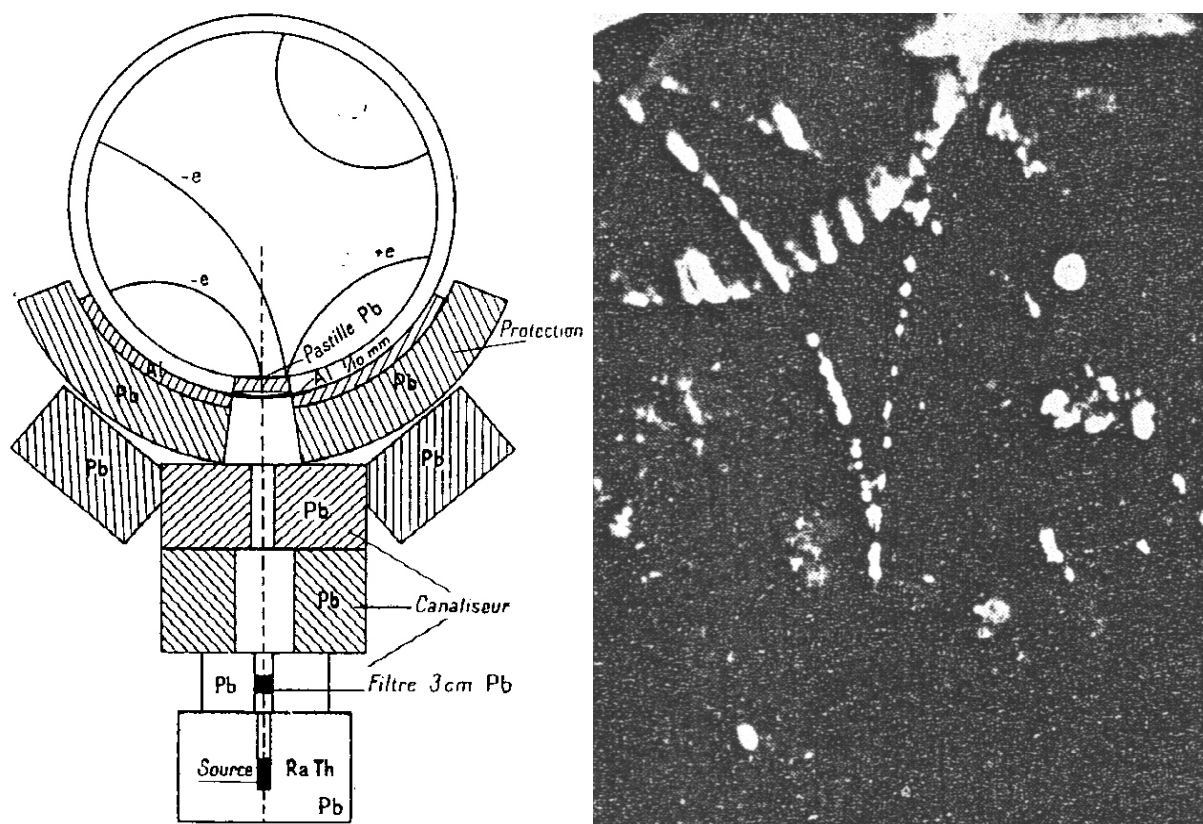 -e
+e
-e
Pastille Pb
Al 1/10 mm
Protection
Al
Pb
Pb
Pb
Pb
Pb
Pb
Canaliseur
Pb
Filtre 3cm Pb
Source
Ra Th
Pb